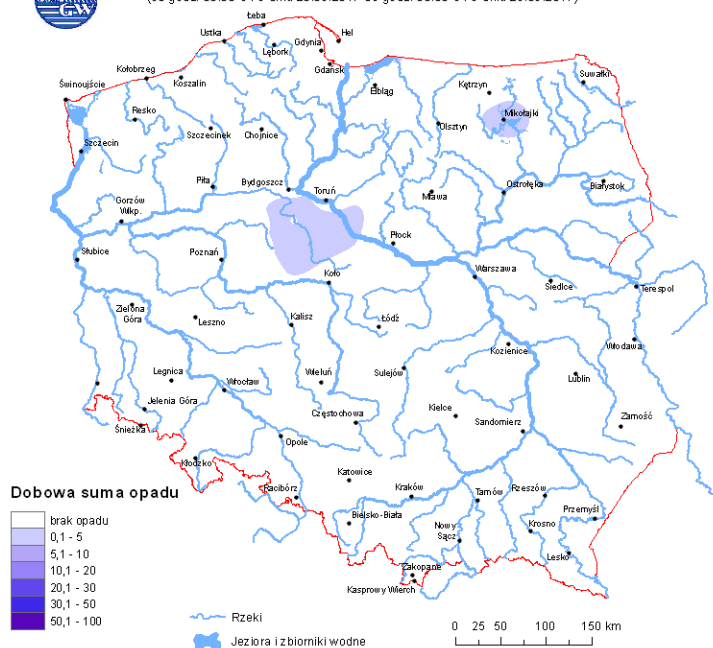 GW
Łeba
Ustka
Hel
Lębork
Gdynia
Gdańsk
Kołobrzeg
Koszalin
Elbląg
Kętrzyn
Suwałki
Świnoujście
Resko
Szczecinek
Chojnice
Olsztyn
Mikołajki
Szczecin
Piła
Bydgoszcz
Toruń
Mława
Ostrołęka
Białystok
Gorzów
Wlkp.
Płock
Słubice
Poznań
Koło
Warszawa
Siedlce
Terespol
Zielona
Góra
Leszno
Kalisz
Łódź
Kozienice
Włodawa
Legnica
Wrocław
Wieluń
Sulejów
Lublin
Jelenia Góra
Częstochowa
Kielce
Sandomierz
Zamość
Śnieżka
Opole
Kłodzko
Katowice
Racibórz
Kraków
Tarnów
Rzeszów
Przemyśl
Bielsko-Biała
Nowy
Sącz
Krosno
Lesko
Zakopane
Kasprowy Wierch
Dobowa suma opadu
brak opadu
0,1 - 5
5,1 - 10
10,1 - 20
20,1 - 30
30,1 - 50
50,1 - 100
Rzeki
Jeziora i zbiorniki wodne
0 25 50 100 150 km